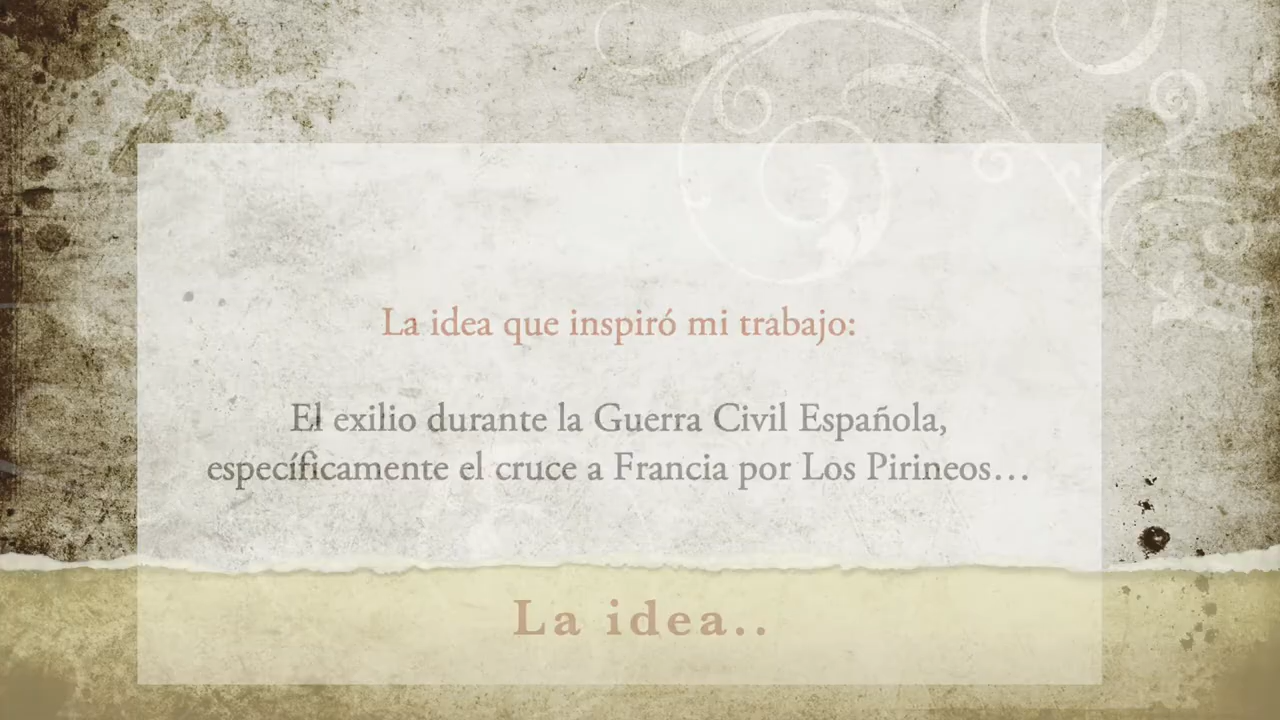 La idea que inspiró mi trabajo:
El exilio durante la Guerra Civil Española,
específicamente el cruce a Francia por Los Pirineos…
La idea..